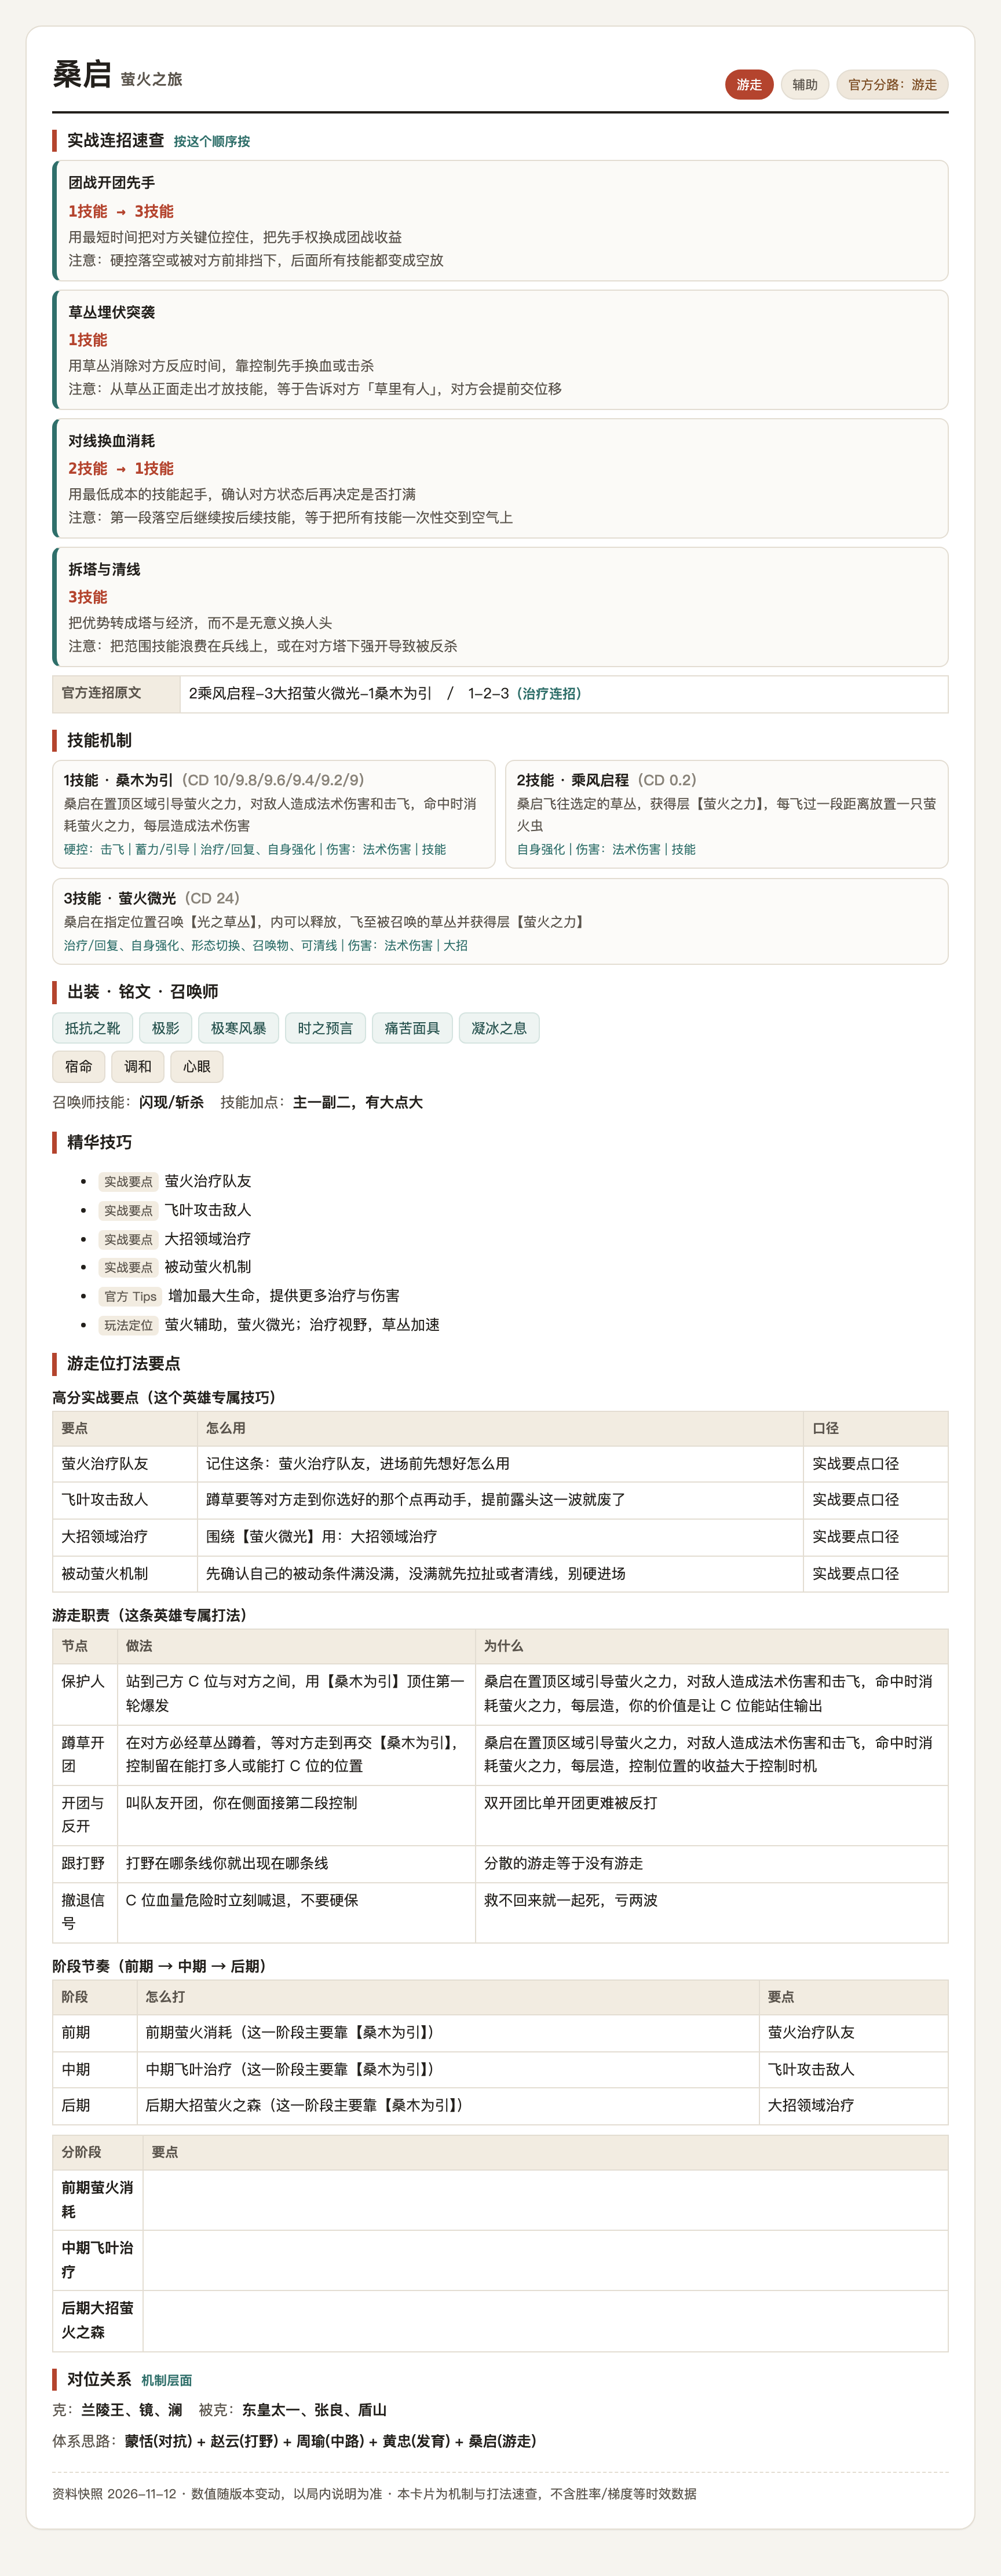 桑启 萤火之旅
游走 辅助 官方分路：游走
实战连招速查 按这个顺序按
团战开团先手
1技能 → 3技能
用最短时间把对方关键位控住，把先手权换成团战收益
注意：硬控落空或被对方前排挡下，后面所有技能都变成空放
草丛埋伏突袭
1技能
用草丛消除对方反应时间，靠控制先手换血或击杀
注意：从草丛正面走出才放技能，等于告诉对方「草里有人」，对方会提前交位移
对线换血消耗
2技能 → 1技能
用最低成本的技能起手，确认对方状态后再决定是否打满
注意：第一段落空后继续按后续技能，等于把所有技能一次性交到空气上
拆塔与清线
3技能
把优势转成塔与经济，而不是无意义换人头
注意：把范围技能浪费在兵线上，或在对方塔下强开导致被反杀
官方连招原文 2乘风启程-3大招萤火微光-1桑木为引 / 1-2-3（治疗连招）
技能机制
1技能 · 桑木为引（CD 10/9.8/9.6/9.4/9.2/9）
桑启在置顶区域引导萤火之力，对敌人造成法术伤害和击飞，命中时消
耗萤火之力，每层造成法术伤害
硬控：击飞 | 蓄力/引导 | 治疗/回复、自身强化 | 伤害：法术伤害 | 技能
2技能 · 乘风启程（CD 0.2）
桑启飞往选定的草丛，获得层【萤火之力】，每飞过一段距离放置一只萤
火虫
自身强化 | 伤害：法术伤害 | 技能
3技能 · 萤火微光（CD 24）
桑启在指定位置召唤【光之草丛】，内可以释放，飞至被召唤的草丛并获得层【萤火之力】
治疗/回复、自身强化、形态切换、召唤物、可清线 | 伤害：法术伤害 | 大招
出装 · 铭文 · 召唤师
抵抗之靴 极影 极寒风暴 时之预言 痛苦面具 凝冰之息
宿命 调和 心眼
召唤师技能：闪现/斩杀 技能加点：主一副二，有大点大
精华技巧
• 实战要点 萤火治疗队友
• 实战要点 飞叶攻击敌人
• 实战要点 大招领域治疗
• 实战要点 被动萤火机制
• 官方 Tips 增加最大生命，提供更多治疗与伤害
• 玩法定位 萤火辅助，萤火微光；治疗视野，草丛加速
游走位打法要点
高分实战要点（这个英雄专属技巧）
要点 怎么用 口径
萤火治疗队友 记住这条：萤火治疗队友，进场前先想好怎么用 实战要点口径
飞叶攻击敌人 蹲草要等对方走到你选好的那个点再动手，提前露头这一波就废了 实战要点口径
大招领域治疗 围绕【萤火微光】用：大招领域治疗 实战要点口径
被动萤火机制 先确认自己的被动条件满没满，没满就先拉扯或者清线，别硬进场 实战要点口径
游走职责（这条英雄专属打法）
节点 做法 为什么
保护人 站到己方 C 位与对方之间，用【桑木为引】顶住第一
轮爆发 桑启在置顶区域引导萤火之力，对敌人造成法术伤害和击飞，命中时消
耗萤火之力，每层造，你的价值是让 C 位能站住输出
蹲草开
团 在对方必经草丛蹲着，等对方走到再交【桑木为引】，
控制留在能打多人或能打 C 位的位置 桑启在置顶区域引导萤火之力，对敌人造成法术伤害和击飞，命中时消
耗萤火之力，每层造，控制位置的收益大于控制时机
开团与
反开 叫队友开团，你在侧面接第二段控制 双开团比单开团更难被反打
跟打野 打野在哪条线你就出现在哪条线 分散的游走等于没有游走
撤退信
号 C 位血量危险时立刻喊退，不要硬保 救不回来就一起死，亏两波
阶段节奏（前期 → 中期 → 后期）
阶段 怎么打 要点
前期 前期萤火消耗（这一阶段主要靠【桑木为引】） 萤火治疗队友
中期 中期飞叶治疗（这一阶段主要靠【桑木为引】） 飞叶攻击敌人
后期 后期大招萤火之森（这一阶段主要靠【桑木为引】） 大招领域治疗
分阶段 要点
前期萤火消
耗
中期飞叶治
疗
后期大招萤
火之森
对位关系 机制层面
克：兰陵王、镜、澜 被克：东皇太一、张良、盾山
体系思路：蒙恬(对抗) + 赵云(打野) + 周瑜(中路) + 黄忠(发育) + 桑启(游走)
资料快照 2026-11-12 · 数值随版本变动，以局内说明为准 · 本卡片为机制与打法速查，不含胜率/梯度等时效数据